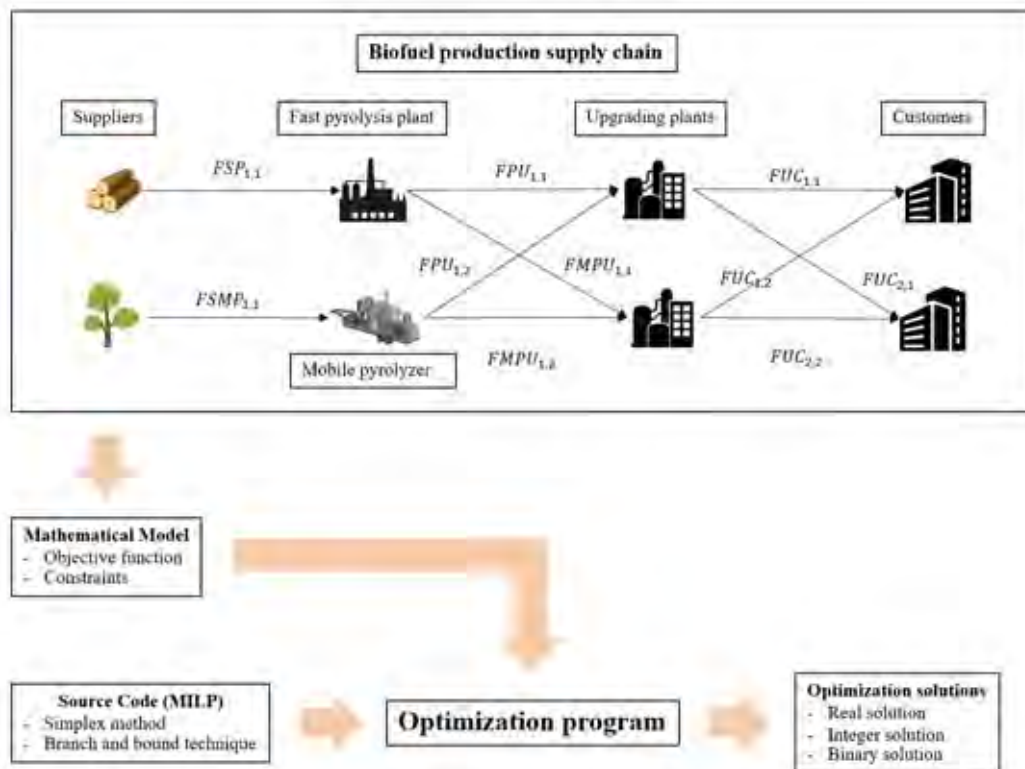 Biofuel production supply chain
Suppliers
Fast pyrolysis plant
Upgrading plants
Customers
FSP1,1
FPU1,1
FUC1,1
FPU1,2
FMPU1,1
FUC1,2
FUC2,1
FSMP1,1
FMPU1,2
FUC2,2
Mobile pyrolyzer
Mathematical Model
- Objective function
- Constraints
Source Code (MILP)
- Simplex method
- Branch and bound technique
Optimization program
Optimization solutions
- Real solution
- Integer solution
- Binary solution